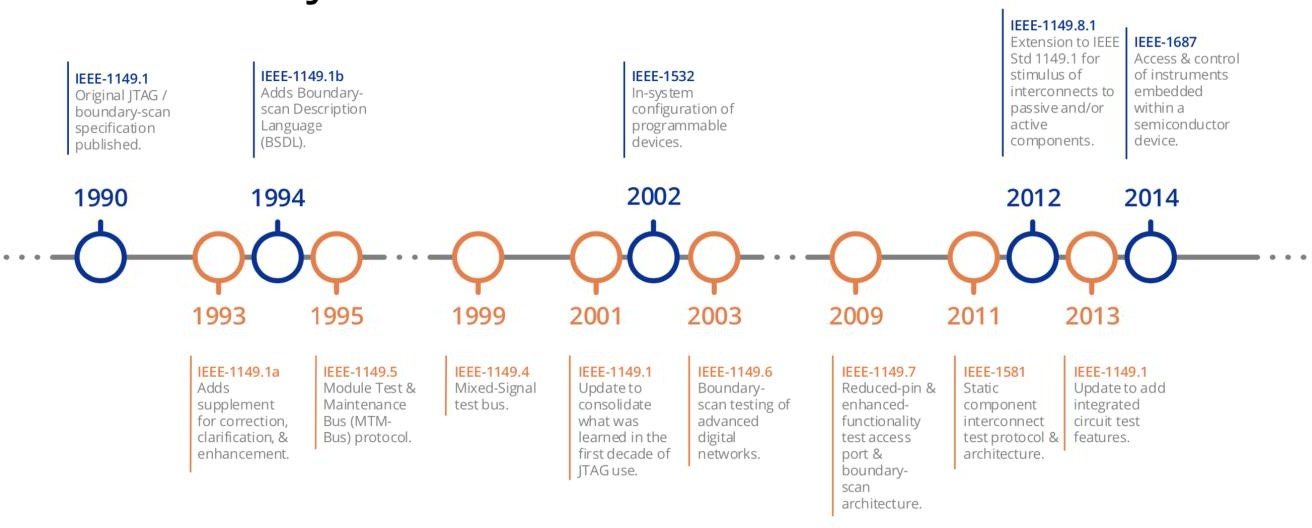 IEEE-1149.1
Original JTAG /
boundary-scan
specification
published.
1990
IEEE-1149.1a
Adds
supplement
for correction,
clarification, &
enhancement.
1993
IEEE-1149.1b
Adds Boundary-
scan Description
Language
(BSDL).
1994
1995
IEEE-1149.5
Module Test &
Maintenance
Bus (MTM-
Bus) protocol.
1999
IEEE-1149.4
Mixed-Signal
test bus.
2001
IEEE-1149.1
Update to
consolidate
what was
learned in the
first decade of
JTAG use.
IEEE-1532
In-system
configuration of
programmable
devices.
2002
2003
IEEE-1149.6
Boundary-
scan testing of
advanced
digital
networks.
2009
IEEE-1149.7
Reduced-pin &
enhanced-
functionality
test access
port &
boundary-
scan
architecture.
2011
IEEE-1581
Static
component
interconnect
test protocol &
architecture.
IEEE-1149.8.1
Extension to IEEE
Std 1149.1 for
stimulus of
interconnects to
passive and/or
active
components.
2012
2013
IEEE-1149.1
Update to add
integrated
circuit test
features.
IEEE-1687
Access & control
of instruments
embedded
within a
semiconductor
device.
2014